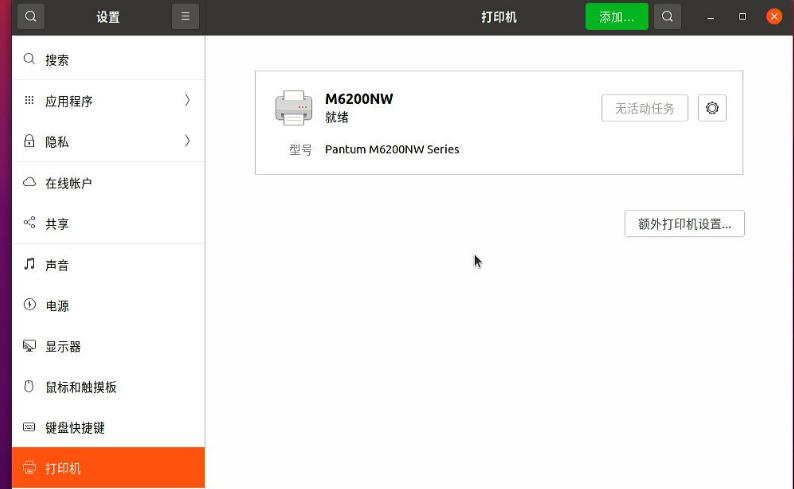 设置
打印机
添加...
搜索
应用程序
隐私
在线帐户
共享
声音
电源
显示器
鼠标和触摸板
键盘快捷键
打印机
M6200NW
就绪
无活动任务
型号 Pantum M6200NW Series
额外打印机设置...